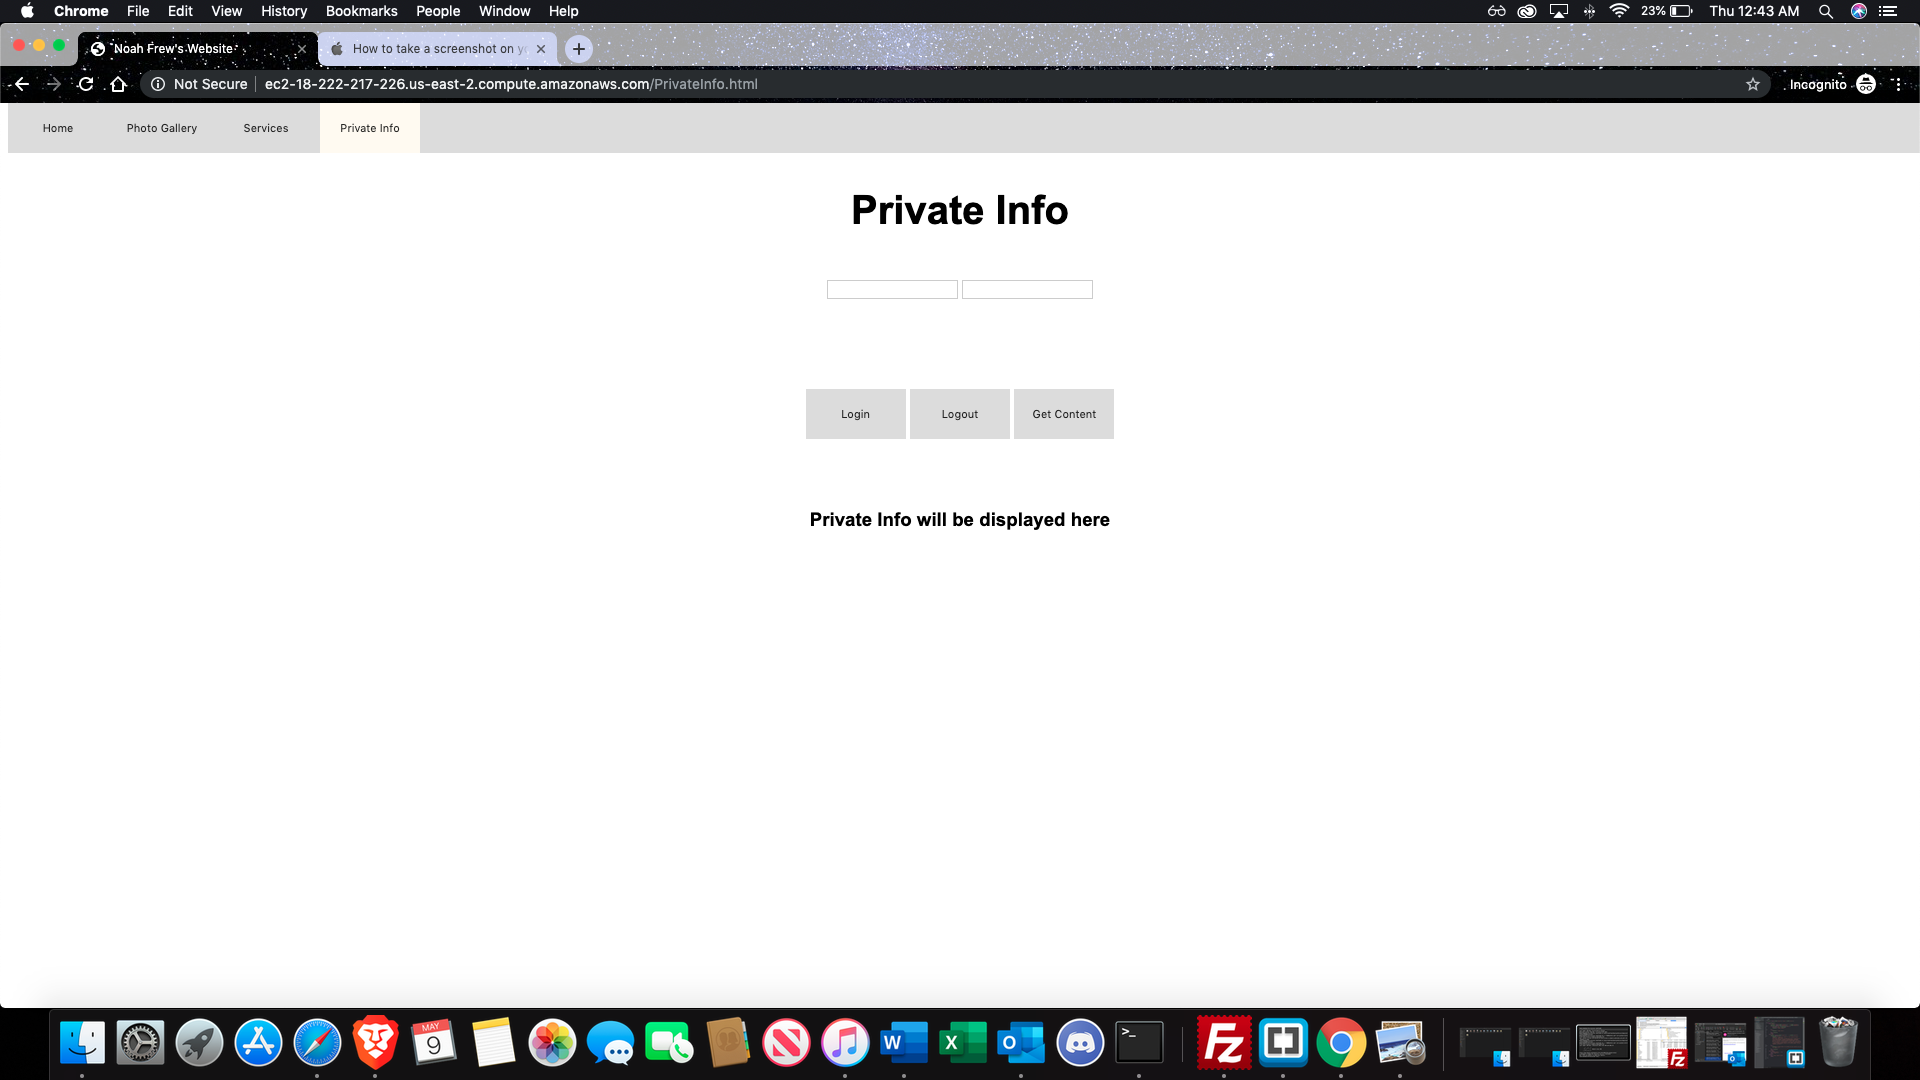 Chrome File Edit View History Bookmarks People Window Help 23% Thu 12:43 AM
Noah Frew's Website How to take a screenshot on y
Not Secure ec2-18-222-217-226.us-east-2.compute.amazonaws.com/PrivateInfo.html Incognito
Home Photo Gallery Services Private Info
Private Info
Login Logout Get Content
Private Info will be displayed here
MAY
9
W X O >_ Fz